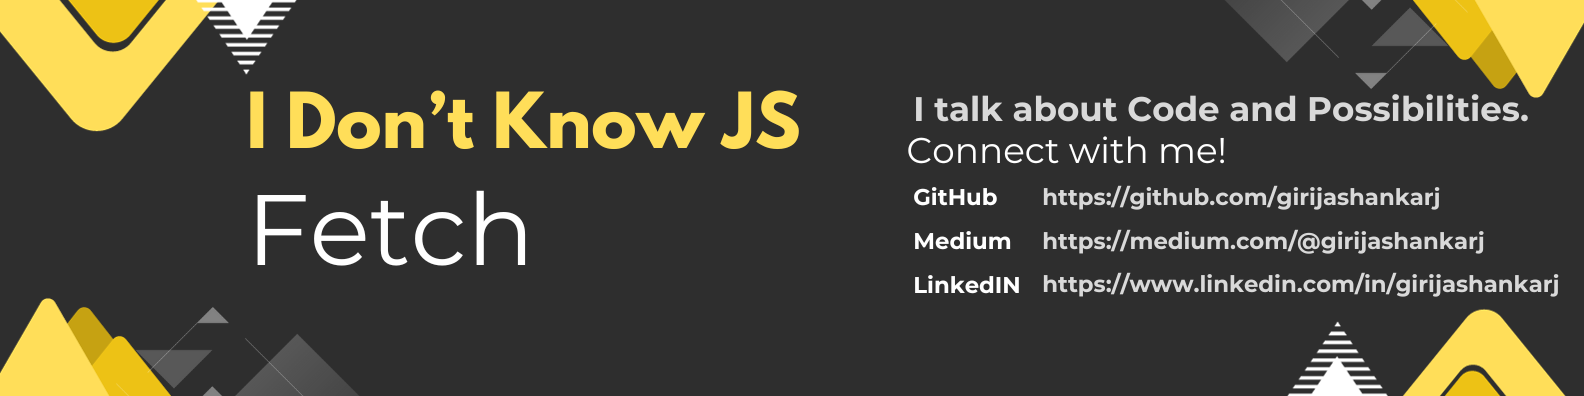 I Don’t Know JS
Fetch
I talk about Code and Possibilities.
Connect with me!
GitHub https://github.com/girijashankarj
Medium https://medium.com/@girijashankarj
LinkedIN https://www.linkedin.com/in/girijashankarj